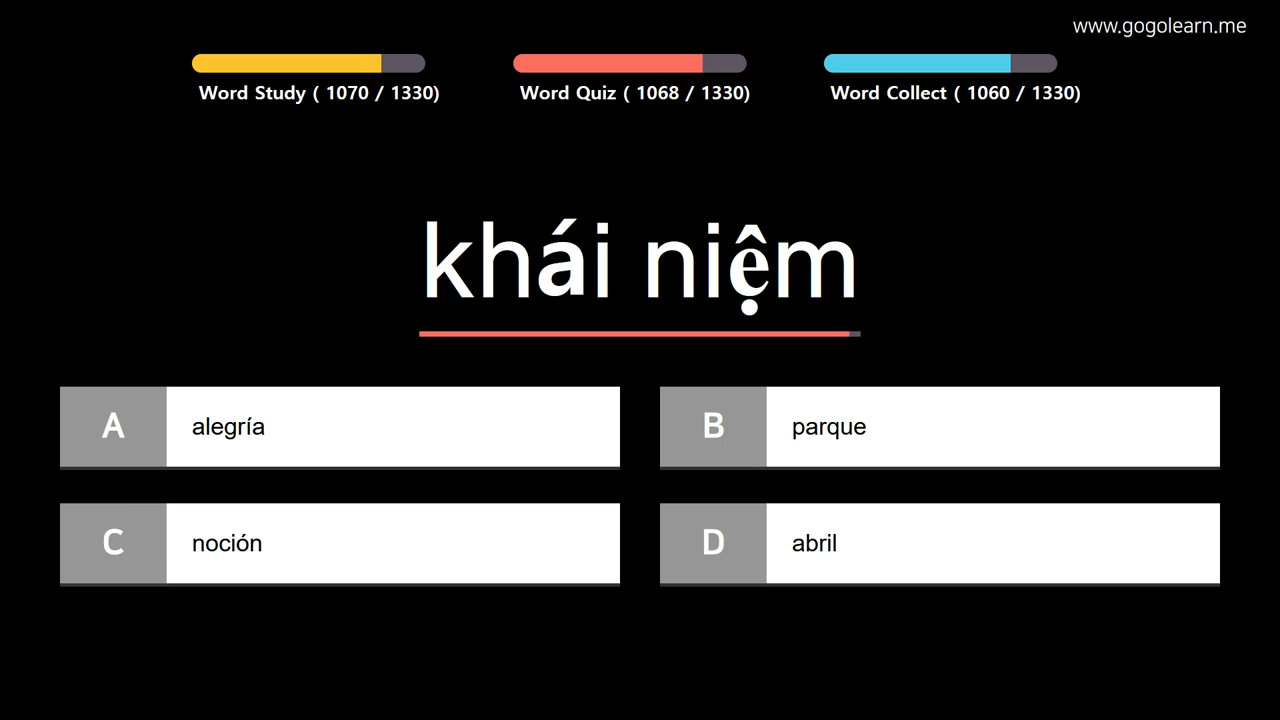 www.gogolearn.me
Word Study ( 1070 / 1330)
Word Quiz ( 1068 / 1330)
Word Collect ( 1060 / 1330)
khái niệm
A
alegría
B
parque
C
noción
D
abril